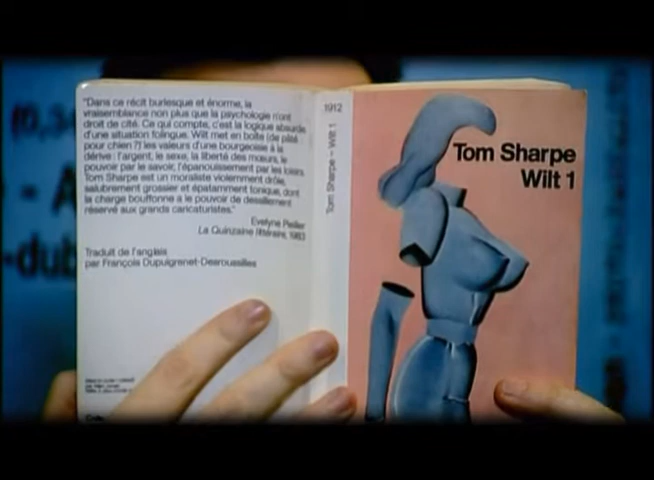 "Dans ce récit burlesque et énorme, la
vraisemblance non plus que la psychologie n'ont
droit de cité. Ce qui compte, c'est la logique absurde
d'une situation folingue. Wilt met en boîte (de pâté
pour chien ?) les valeurs d'une bourgeoisie à la
dérive : l'argent, le sexe, la liberté des mœurs, le
pouvoir par le savoir, l'épanouissement par les loisirs.
Tom Sharpe est un moraliste violemment drôle,
salubrement grossier et épatamment tonique, dont
la charge bouffonne a le pouvoir de dessillement
réservé aux grands caricaturistes."
Evelyne Pieiller
La Quinzaine littéraire, 1983
Traduit de l'anglais
par François Dupuigrenet-Desroussilles
1912
Tom Sharpe - Wilt 1
Tom Sharpe
Wilt 1
(0,34
- A
-dub